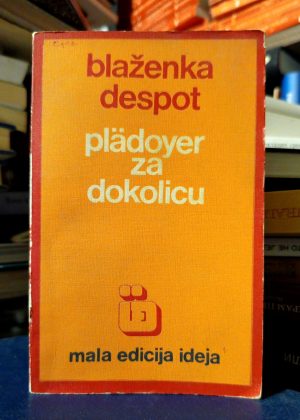 blaženka
despot
plädoyer
za
dokolicu
mala edicija ideja